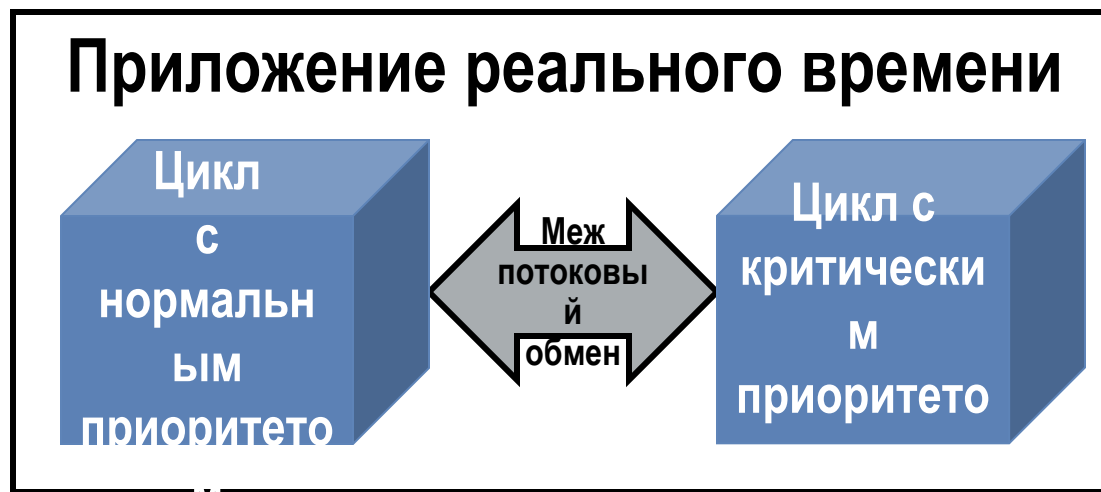 Приложение реального времени
Цикл
с
нормальн
ым
приоритето
м
Меж
потоковы
й
обмен
Цикл с
критически
м
приоритето